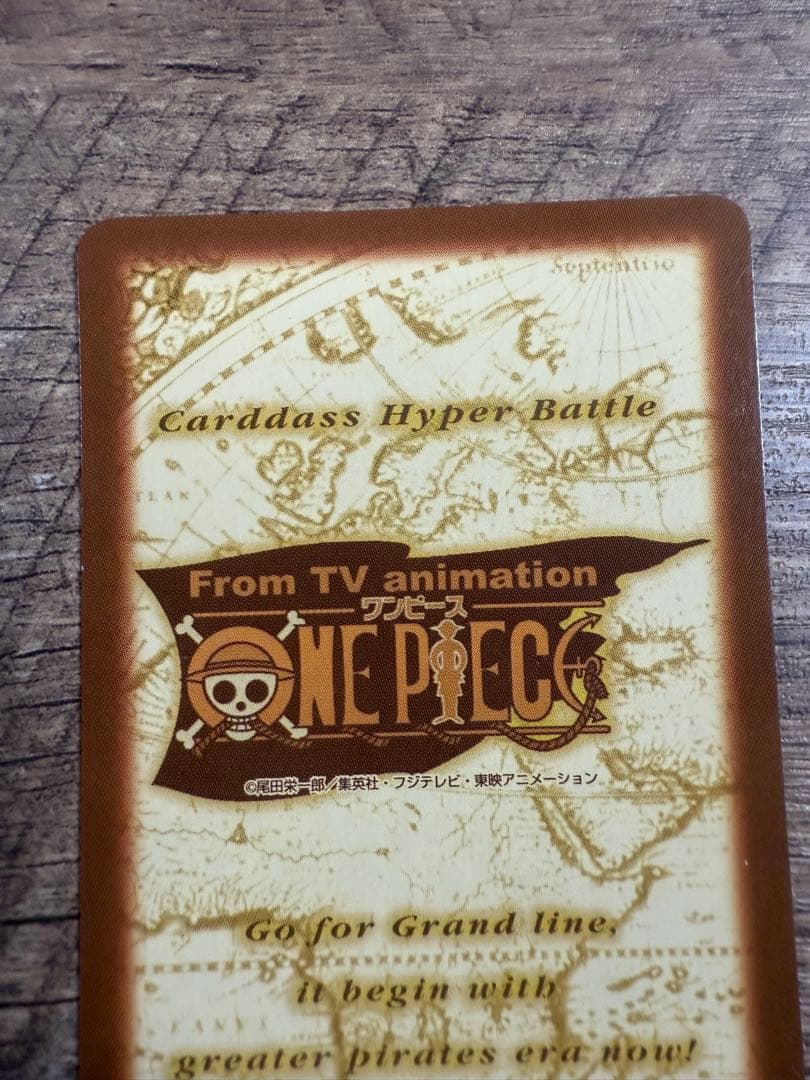 Septentrio
Carddass Hyper Battle
From TV animation
ワンピース
ONE PIECE
©尾田栄一郎／集英社・フジテレビ・東映アニメーション
Go for Grand line,
it begin with
greater pirates era now!